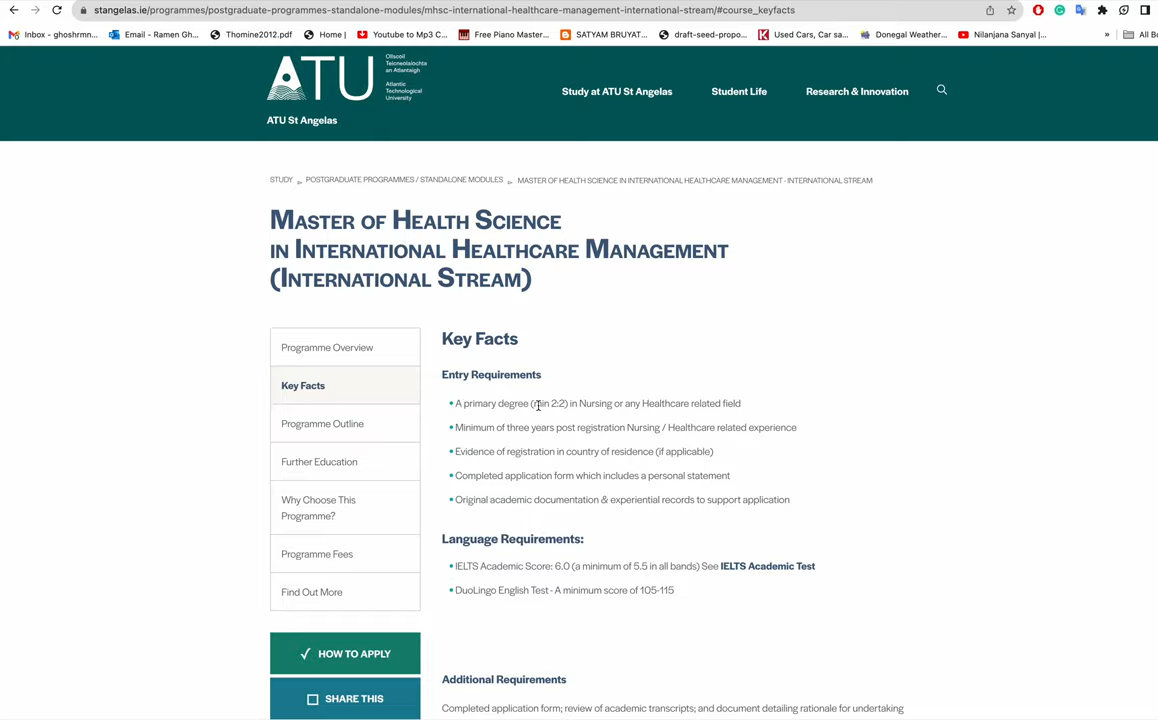 stangelas.ie/programmes/postgraduate-programmes-standalone-modules/mhsc-international-healthcare-management-international-stream/#course_keyfacts
Inbox - ghoshrmn... Email - Ramen Gh... Thomine2012.pdf Home | Youtube to Mp3 C... Free Piano Master... SATYAM BRUYAT... draft-seed-propo... Used Cars, Car sa... Donegal Weather... Nilanjana Sanyal |... » All Bo
ATU
Ollscoil
Teicneolaíochta
an Atlantaigh
Atlantic
Technological
University
ATU St Angelas
Study at ATU St Angelas Student Life Research & Innovation
STUDY POSTGRADUATE PROGRAMMES / STANDALONE MODULES MASTER OF HEALTH SCIENCE IN INTERNATIONAL HEALTHCARE MANAGEMENT - INTERNATIONAL STREAM
MASTER OF HEALTH SCIENCE
IN INTERNATIONAL HEALTHCARE MANAGEMENT
(INTERNATIONAL STREAM)
Programme Overview
Key Facts
Programme Outline
Further Education
Why Choose This
Programme?
Programme Fees
Find Out More
✓ HOW TO APPLY
SHARE THIS
Key Facts
Entry Requirements
• A primary degree (min 2:2) in Nursing or any Healthcare related field
• Minimum of three years post registration Nursing / Healthcare related experience
• Evidence of registration in country of residence (if applicable)
• Completed application form which includes a personal statement
• Original academic documentation & experiential records to support application
Language Requirements:
• IELTS Academic Score: 6.0 (a minimum of 5.5 in all bands) See IELTS Academic Test
• DuoLingo English Test - A minimum score of 105-115
Additional Requirements
Completed application form; review of academic transcripts; and document detailing rationale for undertaking